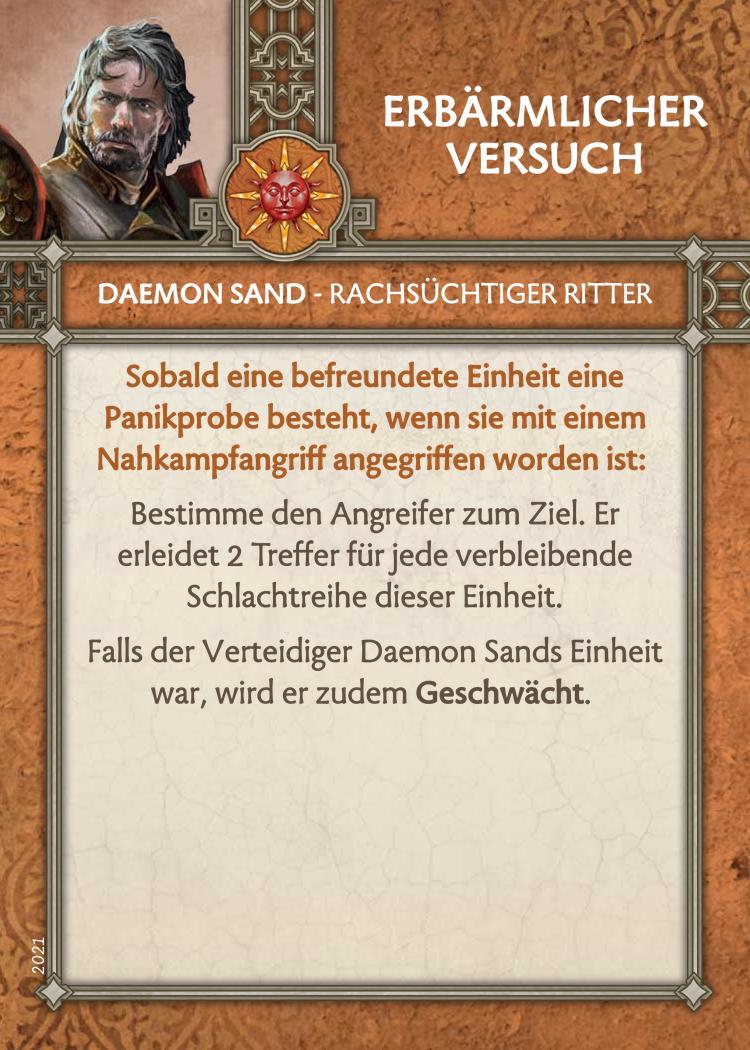 ERBÄRMLICHER
VERSUCH
DAEMON SAND - RACHSÜCHTIGER RITTER
Sobald eine befreundete Einheit eine
Panikprobe besteht, wenn sie mit einem
Nahkampfangriff angegriffen worden ist:
Bestimme den Angreifer zum Ziel. Er
erleidet 2 Treffer für jede verbleibende
Schlachtreihe dieser Einheit.
Falls der Verteidiger Daemon Sands Einheit
war, wird er zudem Geschwächt.
2021